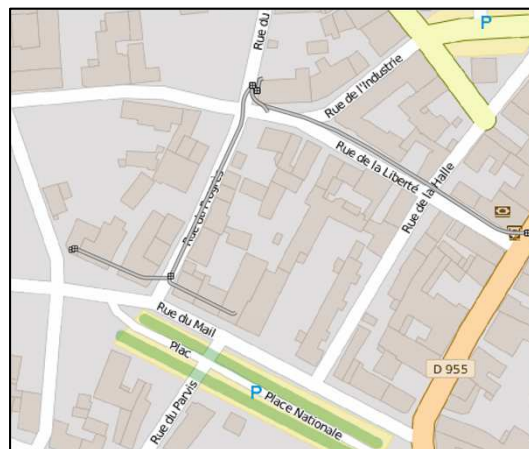 Rue du
P
Rue de l'Industrie
Rue de la Liberté
Rue de la Halle
Rue du Progrès
Rue du Mail
Plac
D 955
P
Place Nationale
Rue du Parvis